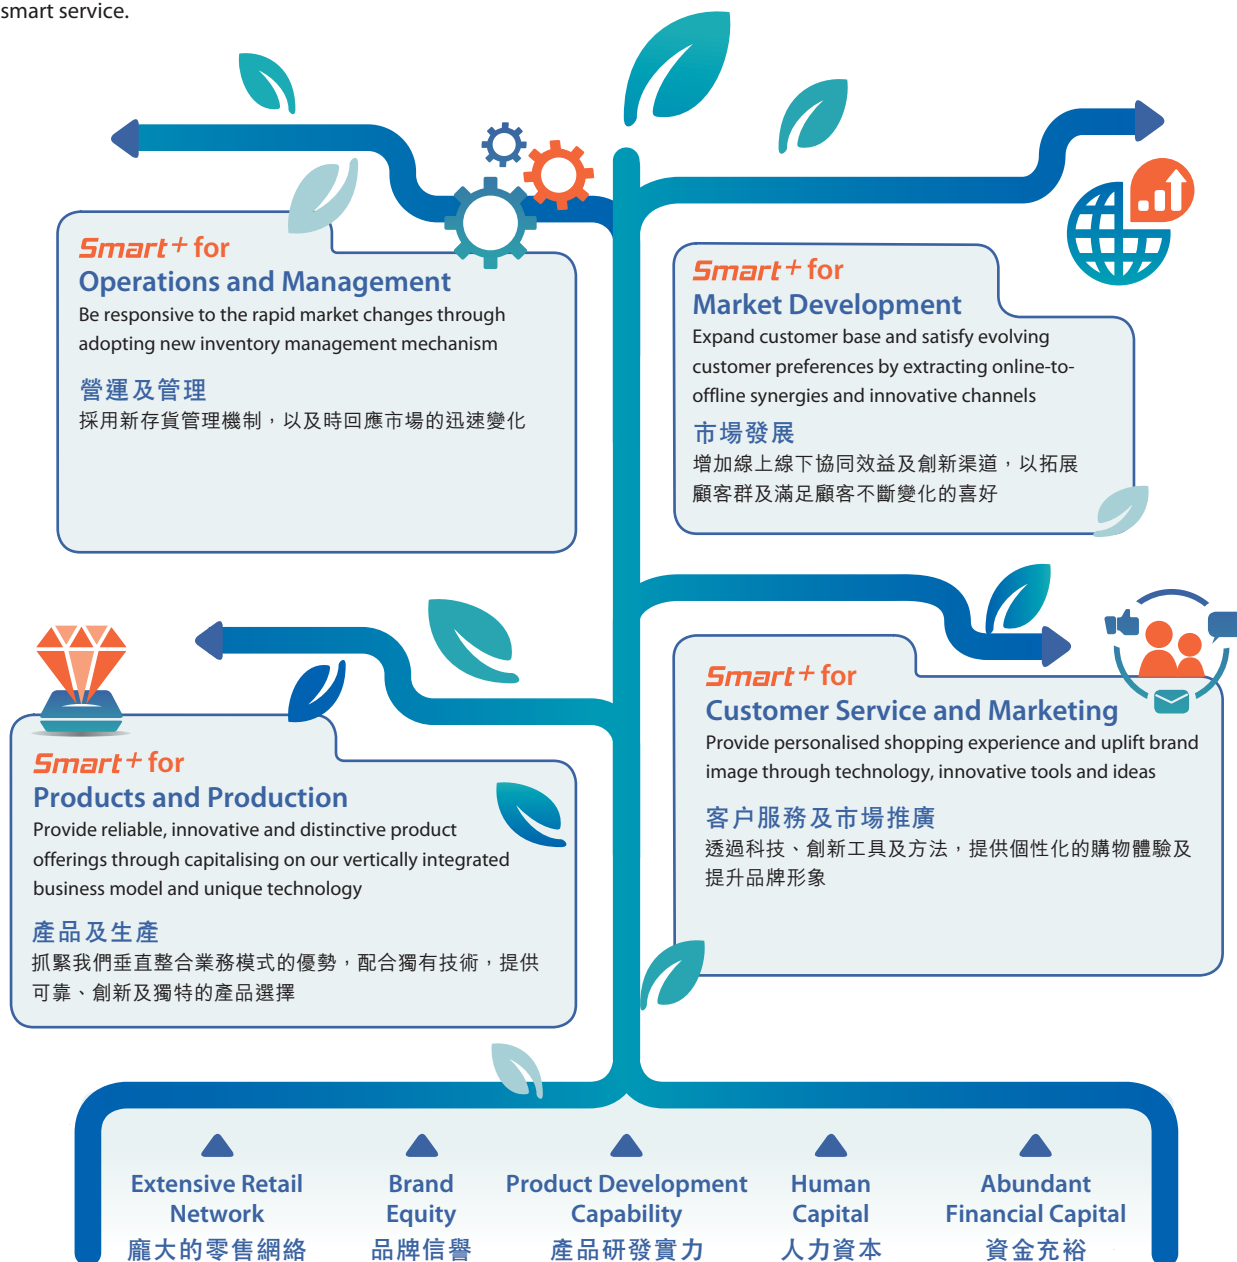 smart service.
Smart+ for
Operations and Management
Be responsive to the rapid market changes through
adopting new inventory management mechanism
營運及管理
採用新存貨管理機制，以及時回應市場的迅速變化
Smart+ for
Market Development
Expand customer base and satisfy evolving
customer preferences by extracting online-to-
offline synergies and innovative channels
市場發展
增加線上線下協同效益及創新渠道，以拓展
顧客群及滿足顧客不斷變化的喜好
Smart+ for
Products and Production
Provide reliable, innovative and distinctive product
offerings through capitalising on our vertically integrated
business model and unique technology
產品及生產
抓緊我們垂直整合業務模式的優勢，配合獨有技術，提供
可靠、創新及獨特的產品選擇
Smart+ for
Customer Service and Marketing
Provide personalised shopping experience and uplift brand
image through technology, innovative tools and ideas
客户服務及市場推廣
透過科技、創新工具及方法，提供個性化的購物體驗及
提升品牌形象
Extensive Retail
Network
龐大的零售網絡
Brand
Equity
品牌信譽
Product Development
Capability
產品研發實力
Human
Capital
人力資本
Abundant
Financial Capital
資金充裕